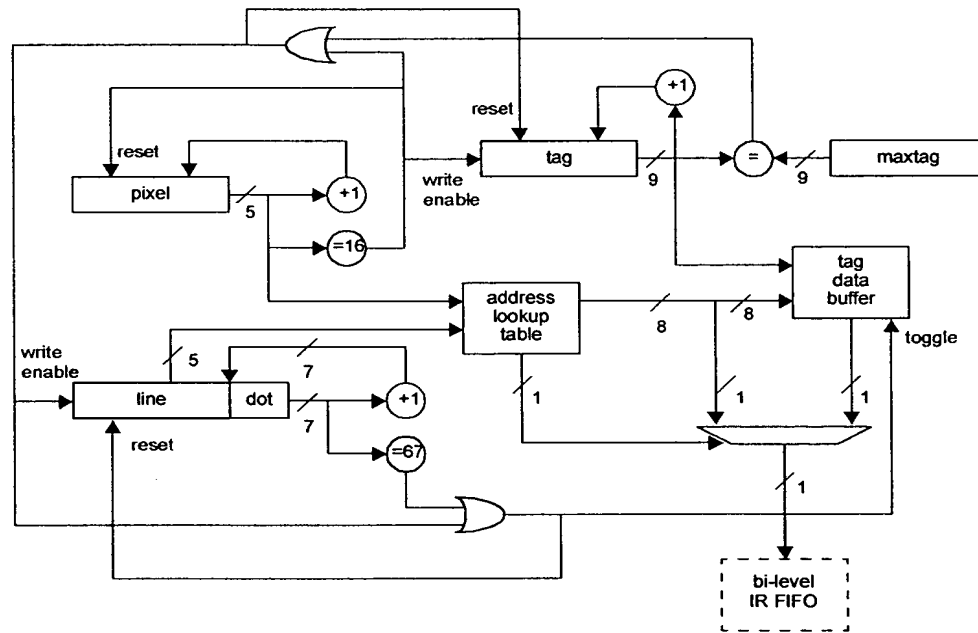 +1
reset
tag
9
=
9
maxtag
write
enable
reset
pixel
5
+1
=16
tag
data
buffer
address
lookup
table
8
8
toggle
write
enable
5
7
line
dot
7
+1
1
1
1
reset
=67
1
bi-level
IR FIFO